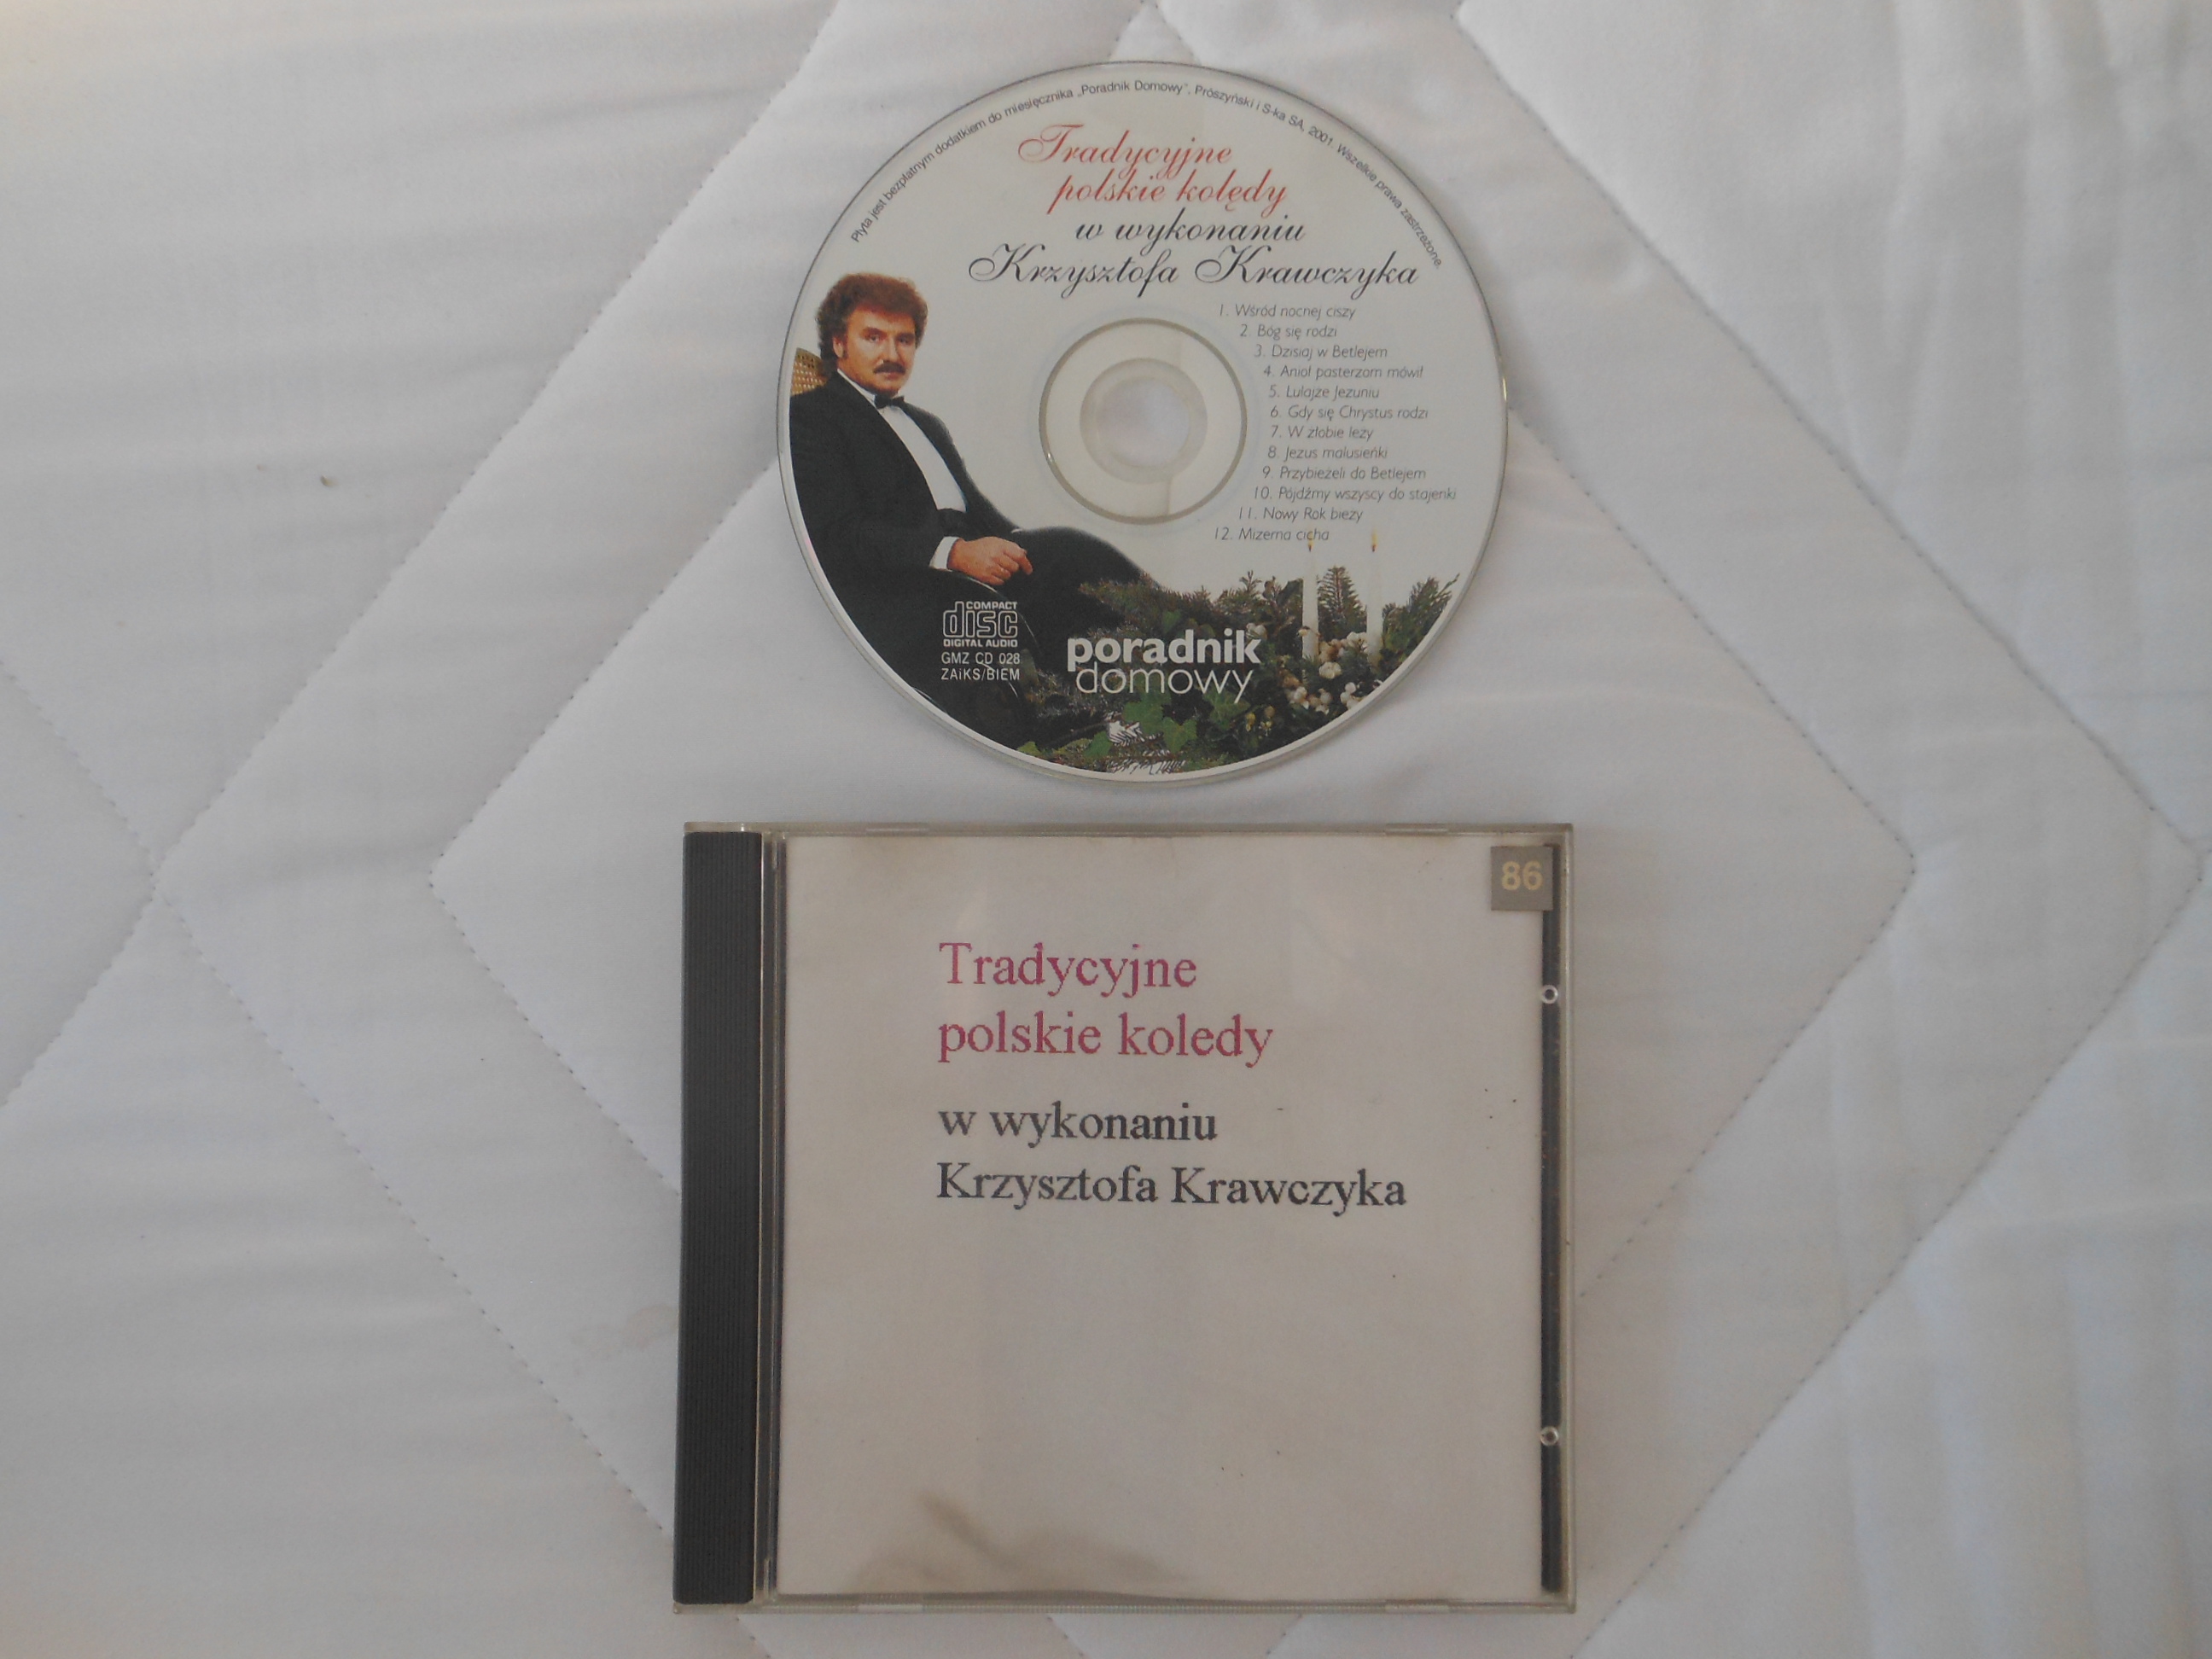 Płyta jest bezpłatnym dodatkiem do miesięcznika „Poradnik Domowy”, Prószyński i S-ka SA, 2001. Wszelkie prawa zastrzeżone.
Tradycyjne
polskie kolędy
w wykonaniu
Krzysztofa Krawczyka
1. Wśród nocnej ciszy
2. Bóg się rodzi
3. Dzisiaj w Betlejem
4. Anioł pasterzom mówił
5. Lulajże Jezuniu
6. Gdy się Chrystus rodzi
7. W żłobie leży
8. Jezus malusieńki
9. Przybieżeli do Betlejem
10. Pójdźmy wszyscy do stajenki
11. Nowy Rok bieży
12. Mizerna cicha
COMPACT
disc
DIGITAL AUDIO
GMZ CD 028
ZAiKS/BIEM
poradnik
domowy
86
Tradycyjne
polskie koledy
w wykonaniu
Krzysztofa Krawczyka